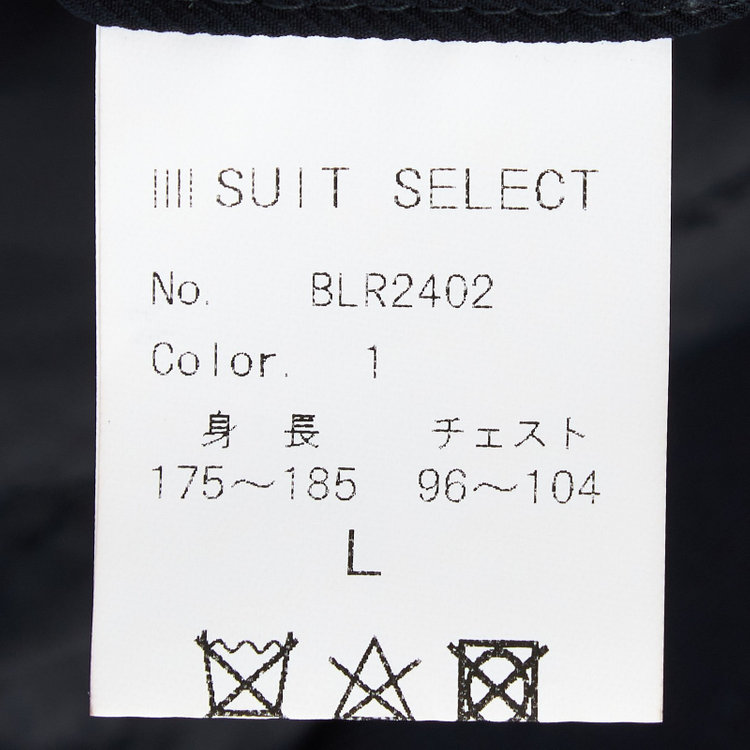 SUIT SELECT
No. BLR2402
Color. 1
身長 チェスト
175～185 96～104
L